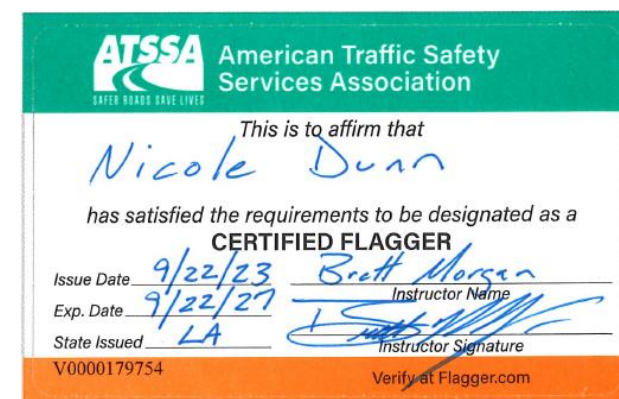 ATSSA
SAFER ROADS SAVE LIVES
American Traffic Safety
Services Association
This is to affirm that
Nicole Dunn
has satisfied the requirements to be designated as a
CERTIFIED FLAGGER
Issue Date 9/22/23 Brett Morgan
Instructor Name
Exp. Date 9/22/27
State Issued LA
Instructor Signature
V0000179754
Verify at Flagger.com